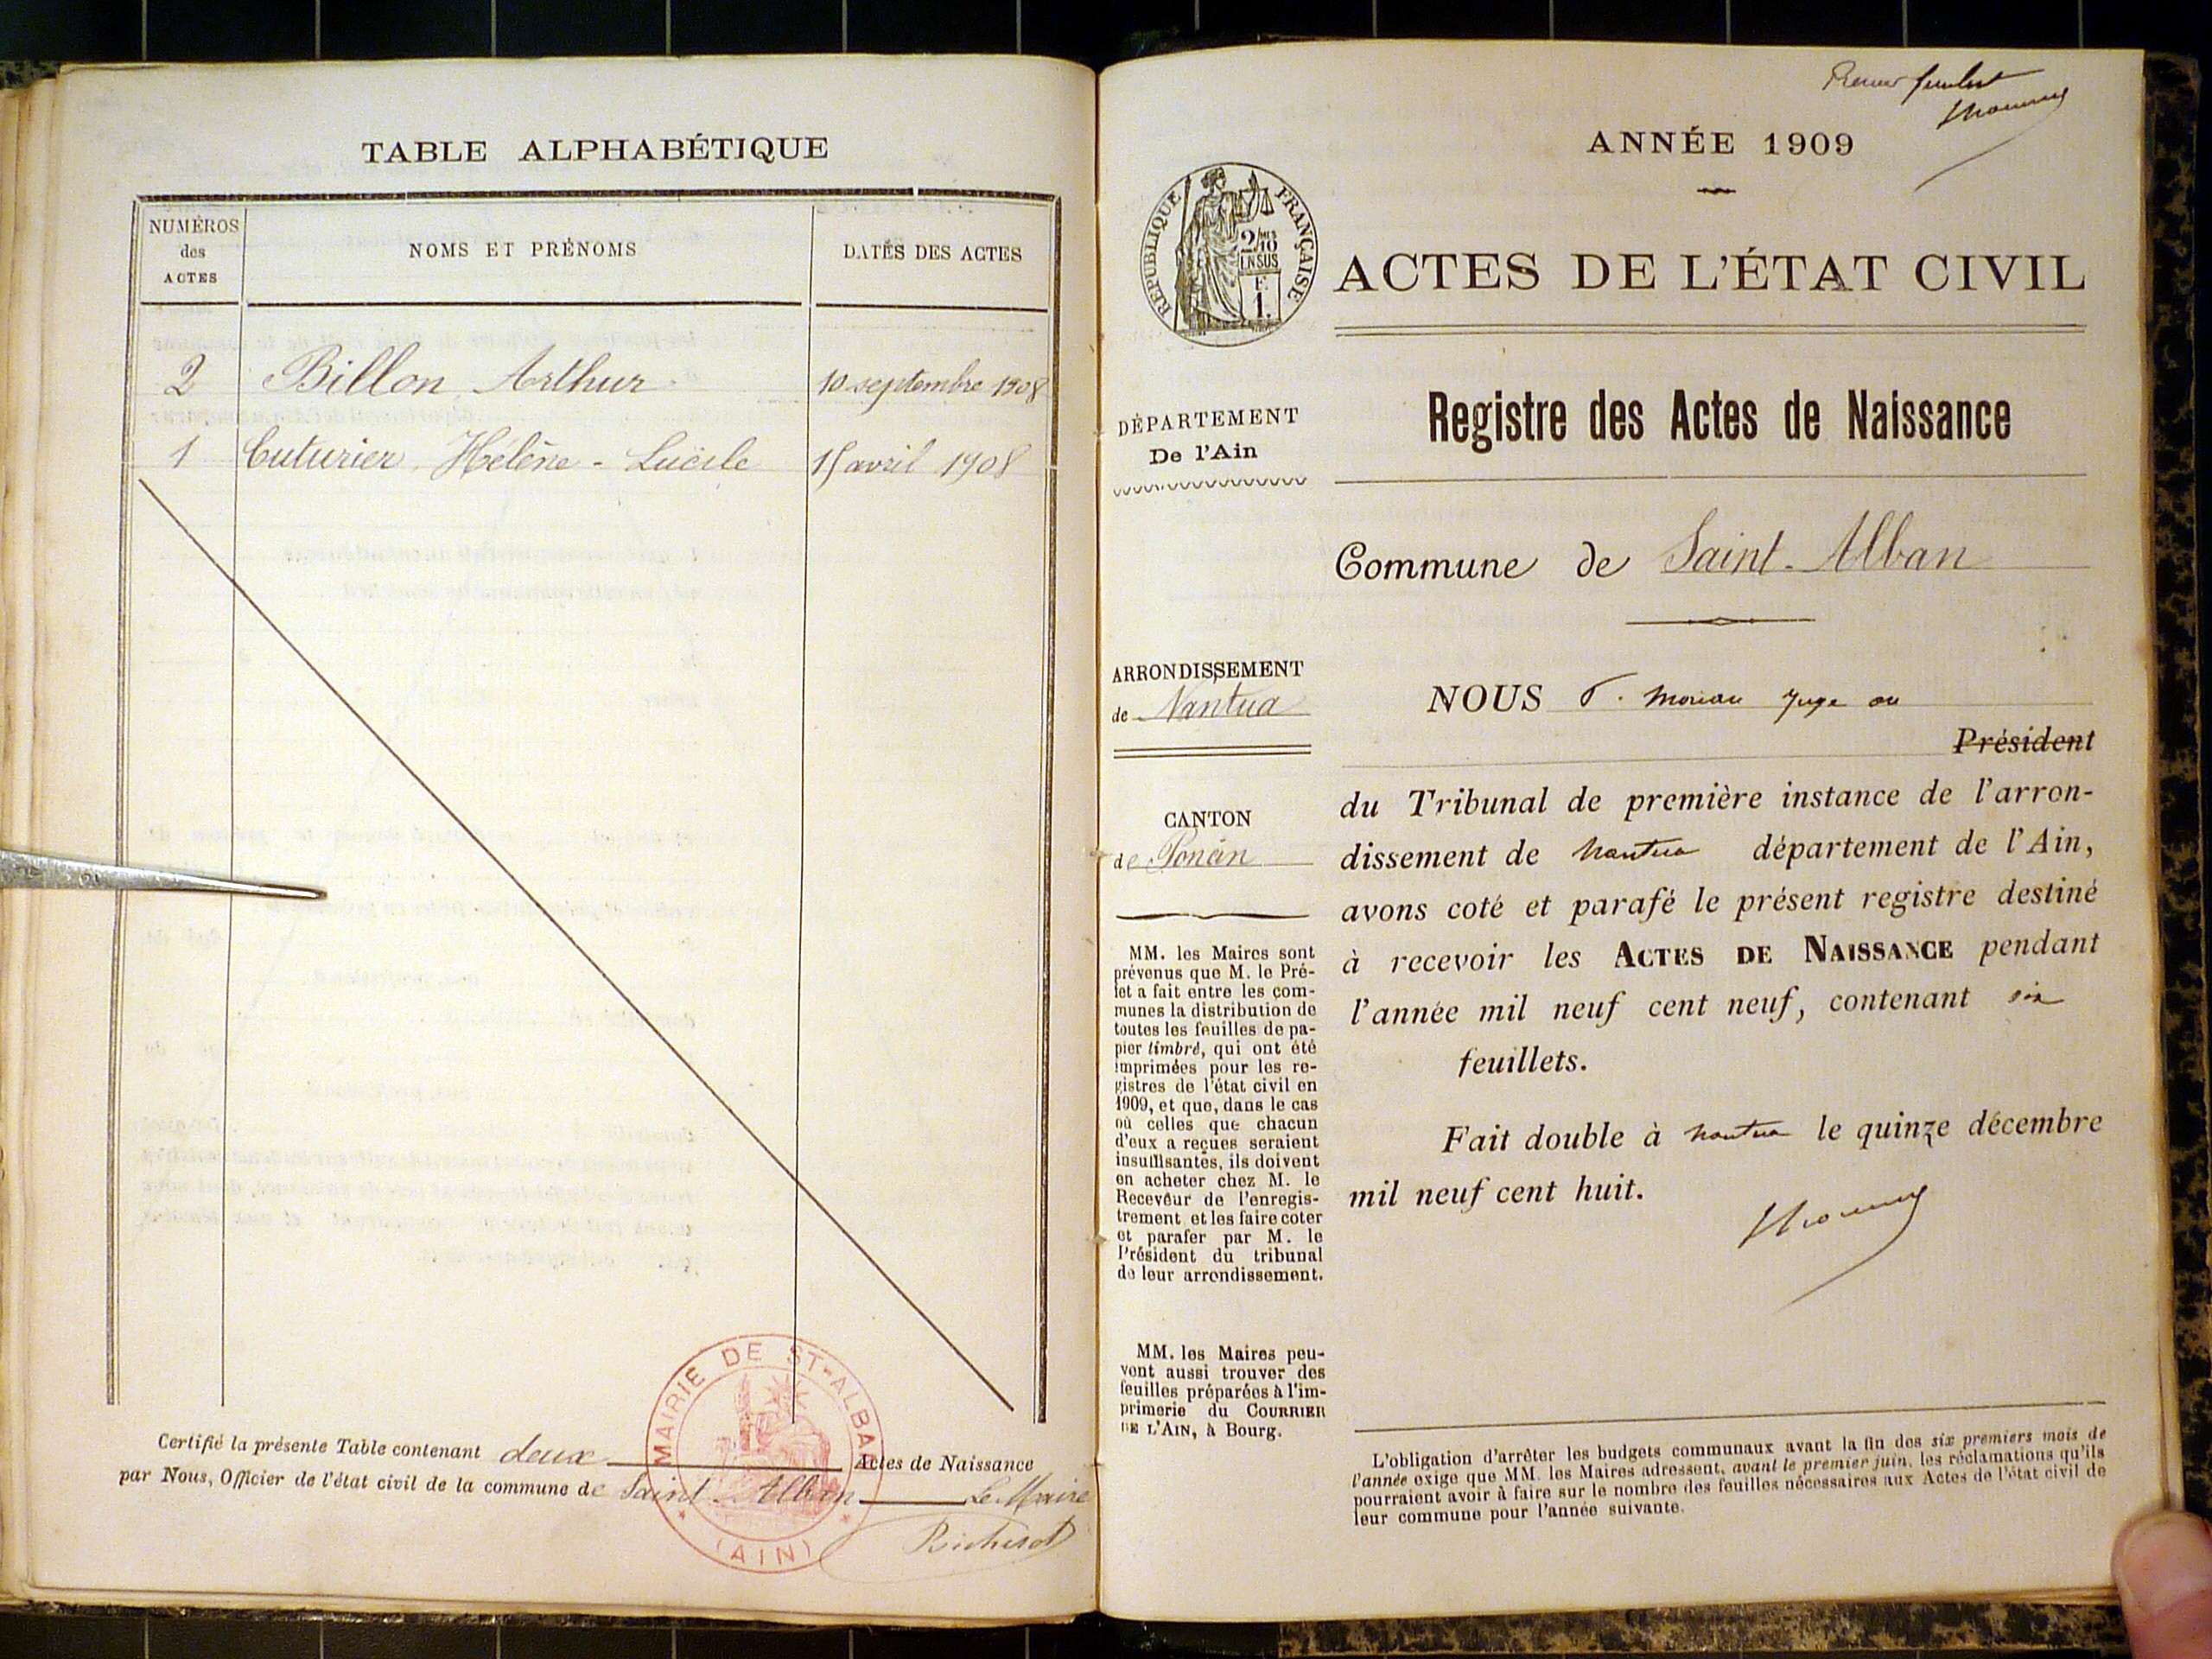 TABLE ALPHABÉTIQUE
NUMÉROS
des
ACTES
NOMS ET PRÉNOMS
DATES DES ACTES
2 Billon, Arthur 10 septembre 1908
1 Cuturier, Hélène - Lucile 15 avril 1908
Certifié la présente Table contenant deux Actes de Naissance
par Nous, Officier de l'état civil de la commune de Saint-Alban Le Maire
MAIRIE DE ST-ALBAN
(AIN)
Premier feuillet
ANNÉE 1909
RÉPUBLIQUE FRANÇAISE
2/10
EN SUS
F.
1.
ACTES DE L'ÉTAT CIVIL
Registre des Actes de Naissance
DÉPARTEMENT
De l'Ain
Commune de Saint-Alban
ARRONDISSEMENT
de Nantua
CANTON
de Poncin
MM. les Maires sont
prévenus que M. le Pré-
fet a fait entre les com-
munes la distribution de
toutes les feuilles de pa-
pier timbré, qui ont été
imprimées pour les re-
gistres de l'état civil en
1909, et que, dans le cas
où celles que chacun
d'eux a reçues seraient
insuffisantes, ils doivent
en acheter chez M. le
Receveur de l'enregis-
trement et les faire coter
et parafer par M. le
Président du tribunal
de leur arrondissement.
MM. les Maires peu-
vent aussi trouver des
feuilles préparées à l'im-
primerie du COURRIER
DE L'AIN, à Bourg.
NOUS Juge au
Président
du Tribunal de première instance de l'arron-
dissement de Nantua département de l'Ain,
avons coté et parafé le présent registre destiné
à recevoir les ACTES DE NAISSANCE pendant
l'année mil neuf cent neuf, contenant six
feuillets.
Fait double à Nantua le quinze décembre
mil neuf cent huit.
L'obligation d'arrêter les budgets communaux avant la fin des six premiers mois de
l'année exige que MM. les Maires adressent, avant le premier juin, les réclamations qu'ils
pourraient avoir à faire sur le nombre des feuilles nécessaires aux Actes de l'état civil de
leur commune pour l'année suivante.